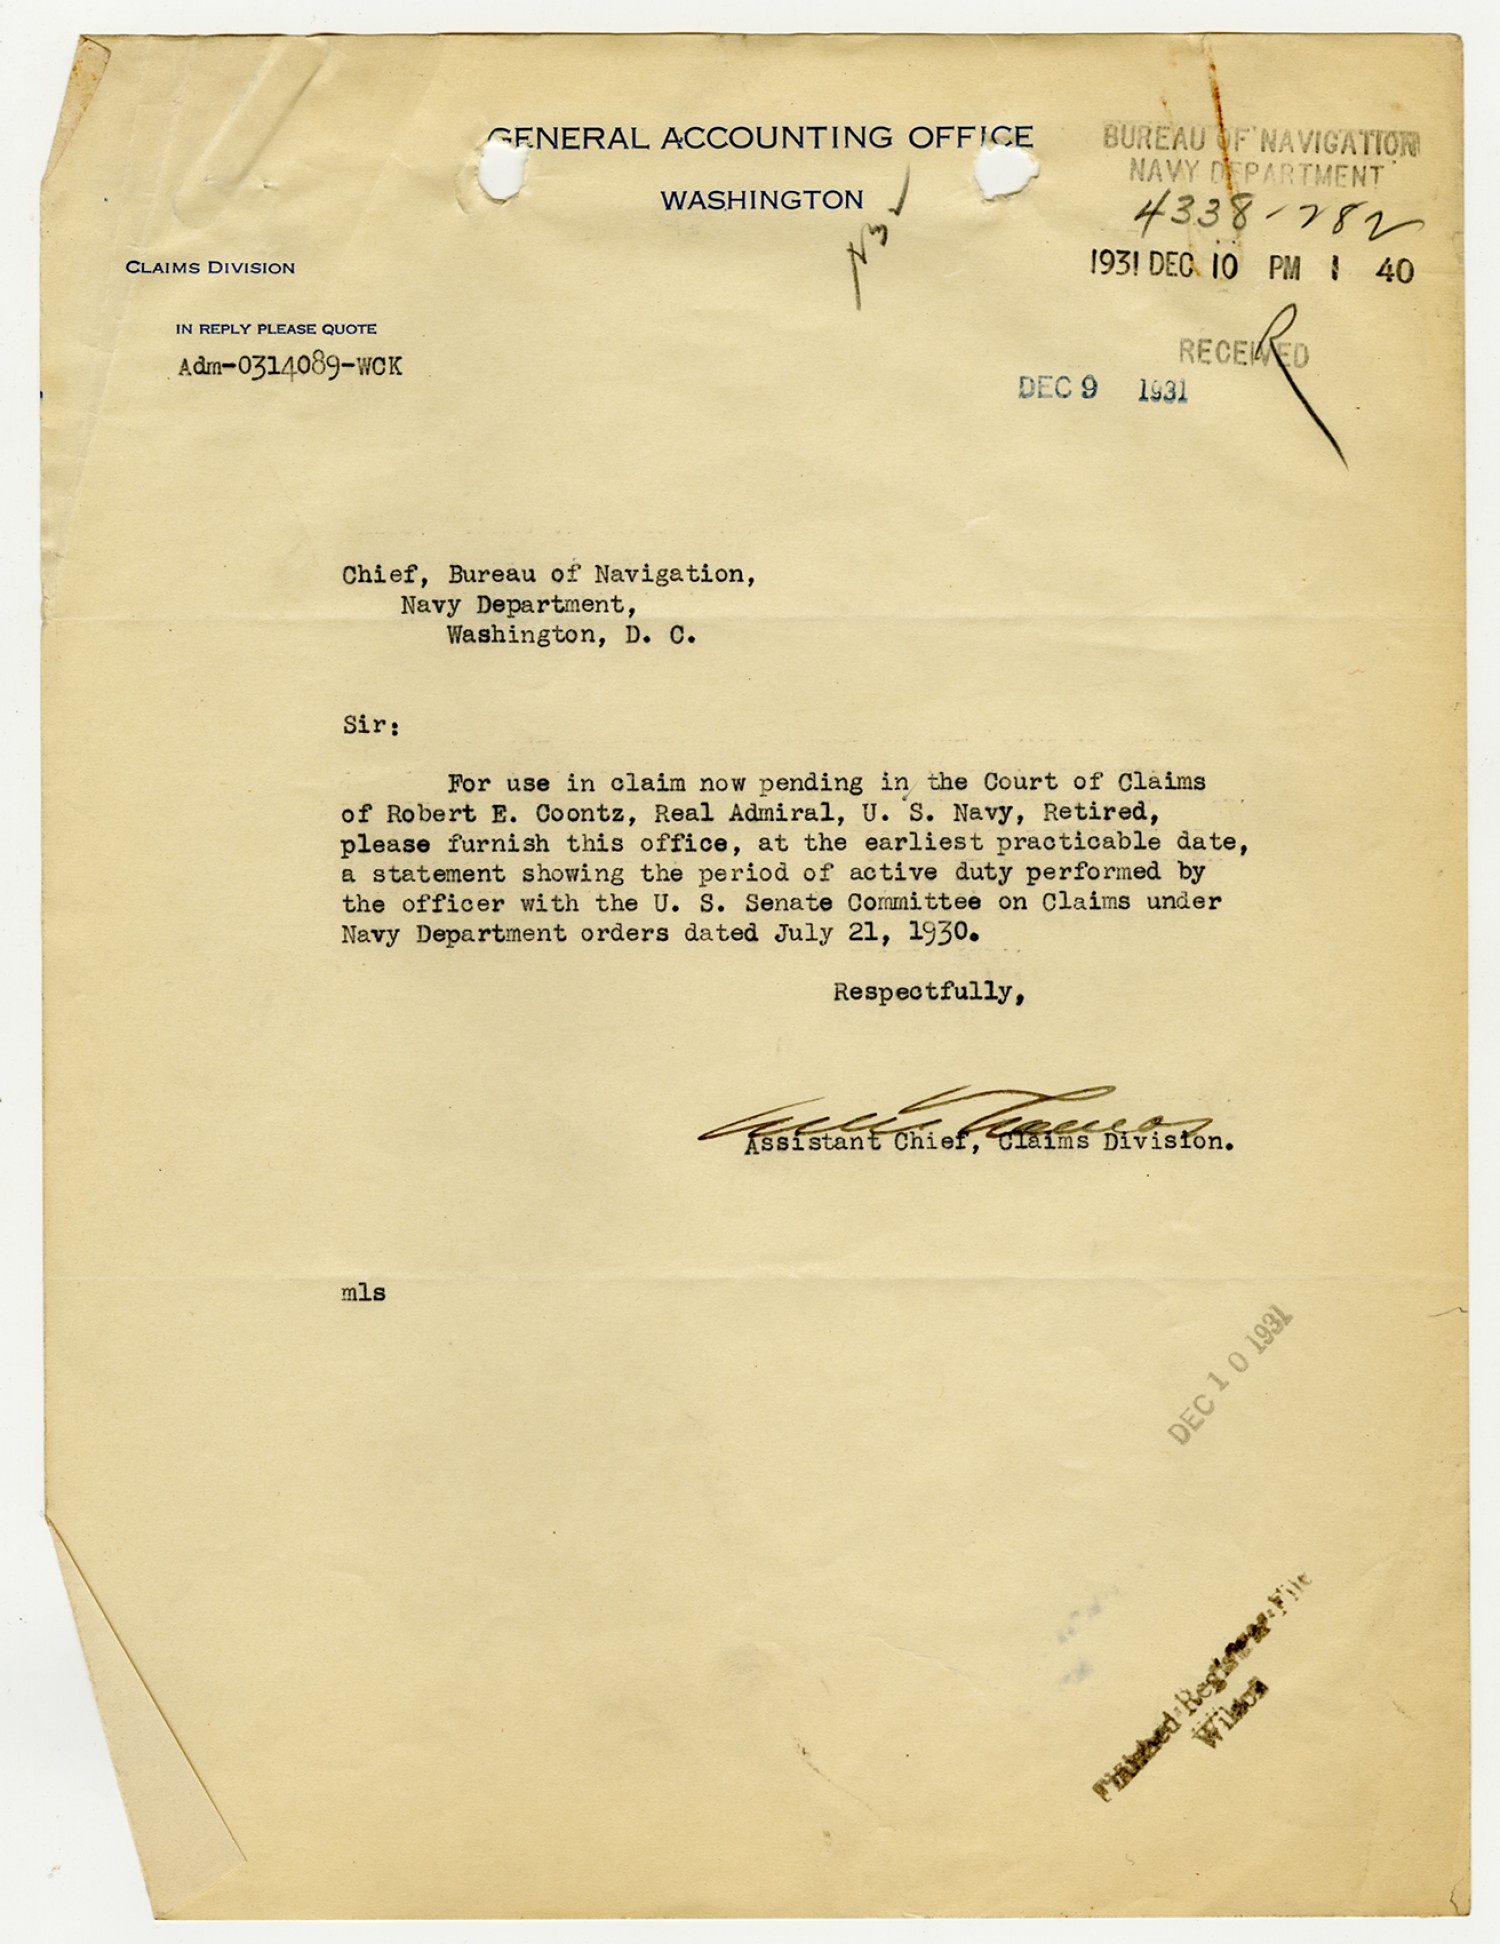 GENERAL ACCOUNTING OFFICE
WASHINGTON
BUREAU OF NAVIGATION
NAVY DEPARTMENT
4338-282
1931 DEC 10 PM 1 40
CLAIMS DIVISION
IN REPLY PLEASE QUOTE
Adm-0314089-WCK
RECEIVED
R
DEC 9 1931
Chief, Bureau of Navigation,
Navy Department,
Washington, D. C.
Sir:
For use in claim now pending in the Court of Claims
of Robert E. Coontz, Real Admiral, U. S. Navy, Retired,
please furnish this office, at the earliest practicable date,
a statement showing the period of active duty performed by
the officer with the U. S. Senate Committee on Claims under
Navy Department orders dated July 21, 1930.
Respectfully,
Assistant Chief, Claims Division.
mls
DEC 10 1931
Finished Registrar File
Wilson